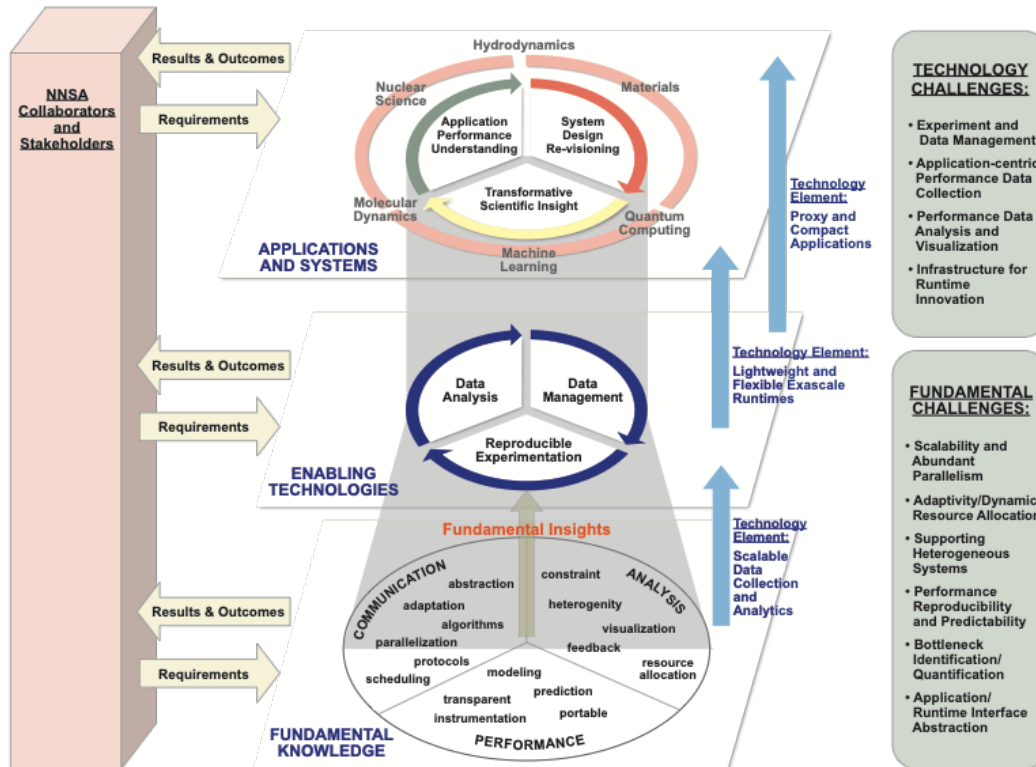 NNSA
Collaborators
and
Stakeholders
Results & Outcomes
Requirements
Hydrodynamics
Nuclear
Science
Materials
Application
Performance
Understanding
System
Design
Re-visioning
Transformative
Scientific Insight
Molecular
Dynamics
Quantum
Computing
Machine
Learning
APPLICATIONS
AND SYSTEMS
Technology
Element:
Proxy and
Compact
Applications
Results & Outcomes
Requirements
Data
Analysis
Data
Management
Reproducible
Experimentation
ENABLING
TECHNOLOGIES
Technology Element:
Lightweight and
Flexible Exascale
Runtimes
Fundamental Insights
Technology
Element:
Scalable
Data
Collection
and
Analytics
Results & Outcomes
Requirements
COMMUNICATION
abstraction
adaptation
algorithms
parallelization
protocols
scheduling
ANALYSIS
constraint
heterogenity
visualization
feedback
resource
allocation
modeling
prediction
transparent
instrumentation
portable
PERFORMANCE
FUNDAMENTAL
KNOWLEDGE
TECHNOLOGY
CHALLENGES:
• Experiment and
Data Management
• Application-centric
Performance Data
Collection
• Performance Data
Analysis and
Visualization
• Infrastructure for
Runtime
Innovation
FUNDAMENTAL
CHALLENGES:
• Scalability and
Abundant
Parallelism
• Adaptivity/Dynamic
Resource Allocation
• Supporting
Heterogeneous
Systems
• Performance
Reproducibility
and Predictability
• Bottleneck
Identification/
Quantification
• Application/
Runtime Interface
Abstraction